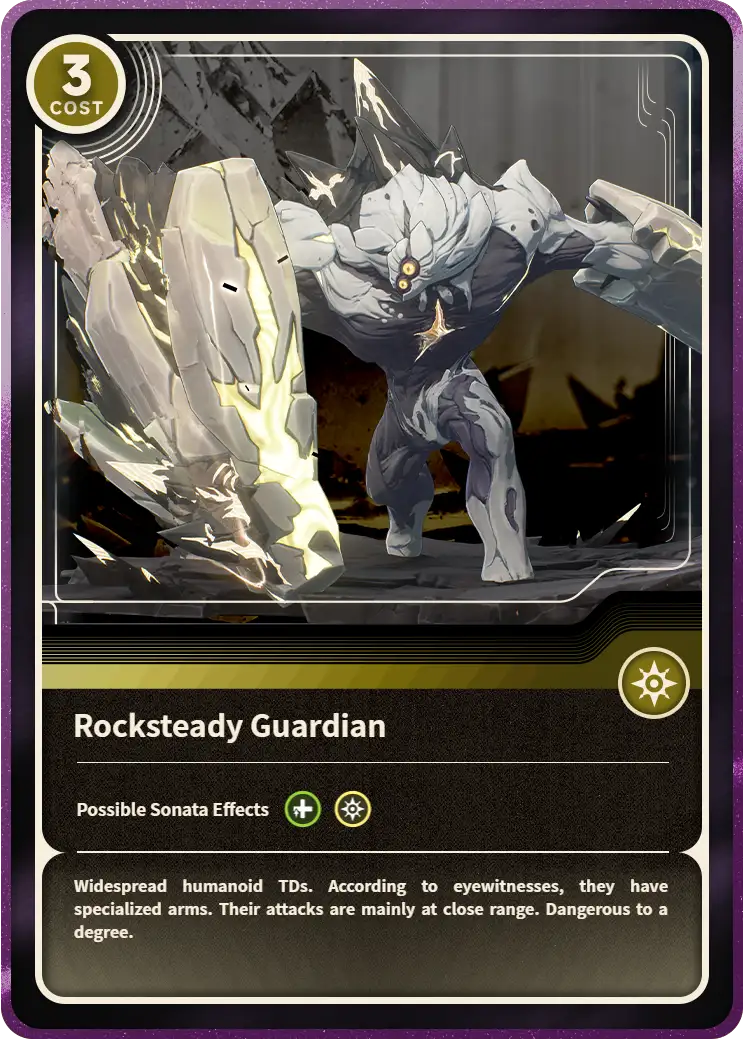 3
COST
Rocksteady Guardian
Possible Sonata Effects
Widespread humanoid TDs. According to eyewitnesses, they have
specialized arms. Their attacks are mainly at close range. Dangerous to a
degree.